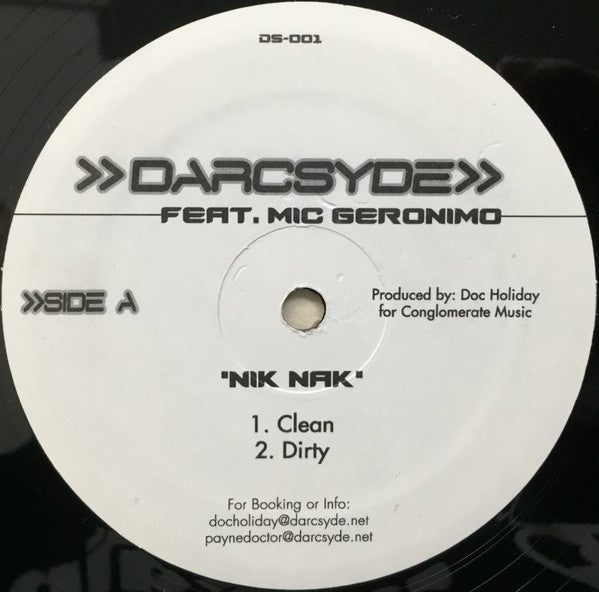 DS-001
>>DARCSYDE>>
FEAT. MIC GERONIMO
>>SIDE A
Produced by: Doc Holiday
for Conglomerate Music
"NIK NAK"
1. Clean
2. Dirty
For Booking or Info:
docholiday@darcsyde.net
paynedoctor@darcsyde.net